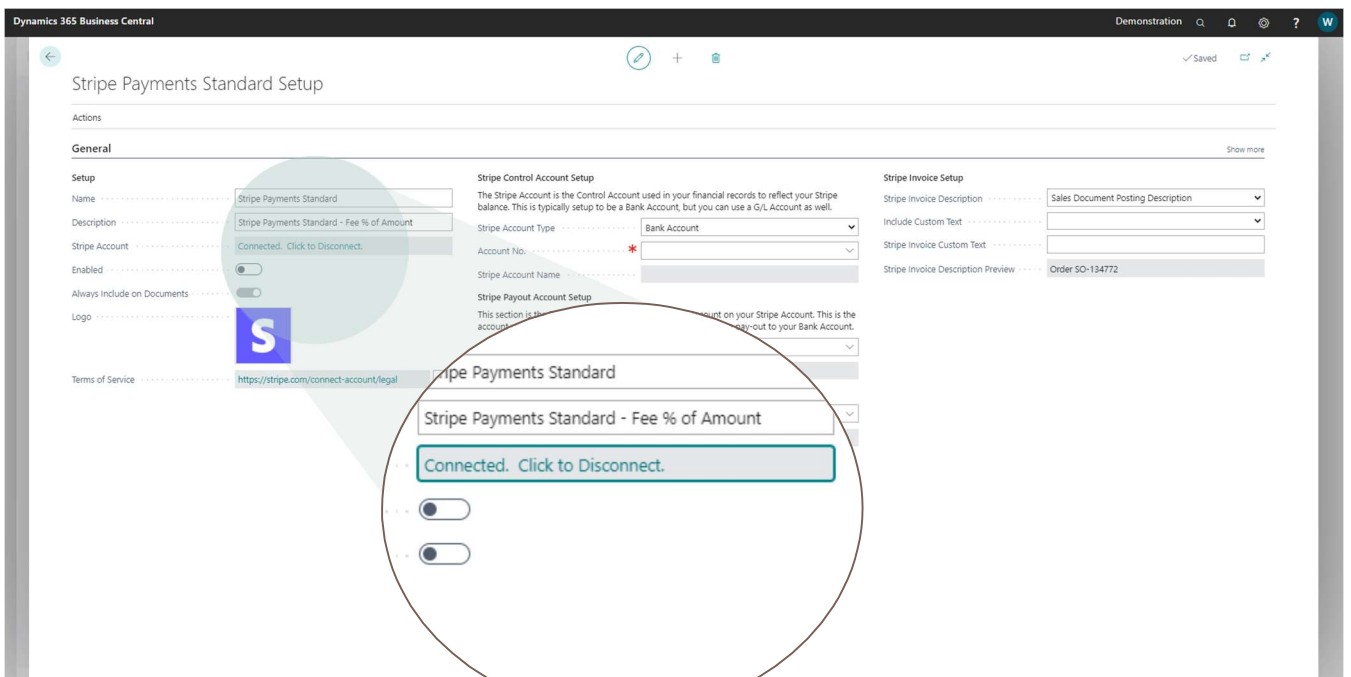 Dynamics 365 Business Central
Demonstration
?
W
Saved
Stripe Payments Standard Setup
Actions
General
Show more
Setup
Name
Stripe Payments Standard
Description
Stripe Payments Standard - Fee % of Amount
Stripe Account
Connected. Click to Disconnect.
Enabled
Always Include on Documents
Logo
S
Terms of Service
https://stripe.com/connect-account/legal
Stripe Control Account Setup
The Stripe Account is the Control Account used in your financial records to reflect your Stripe
balance. This is typically setup to be a Bank Account, but you can use a G/L Account as well.
Stripe Account Type
Bank Account
Account No.
*
Stripe Account Name
Stripe Payout Account Setup
This section is the
on your Stripe Account. This is the
account
pay-out to your Bank Account.
Stripe Invoice Setup
Stripe Invoice Description
Sales Document Posting Description
Include Custom Text
Stripe Invoice Custom Text
Stripe Invoice Description Preview
Order SO-134772
ripe Payments Standard
Stripe Payments Standard - Fee % of Amount
Connected. Click to Disconnect.